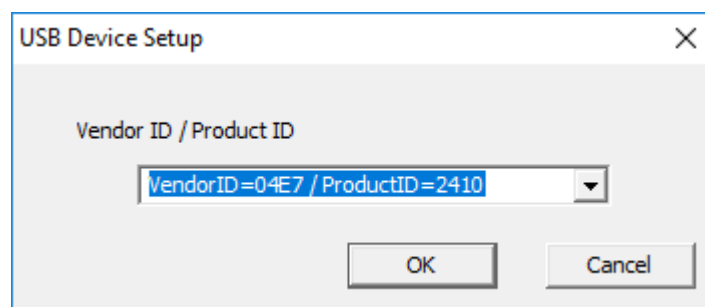 USB Device Setup
Vendor ID / Product ID
VendorID=04E7 / ProductID=2410
OK Cancel